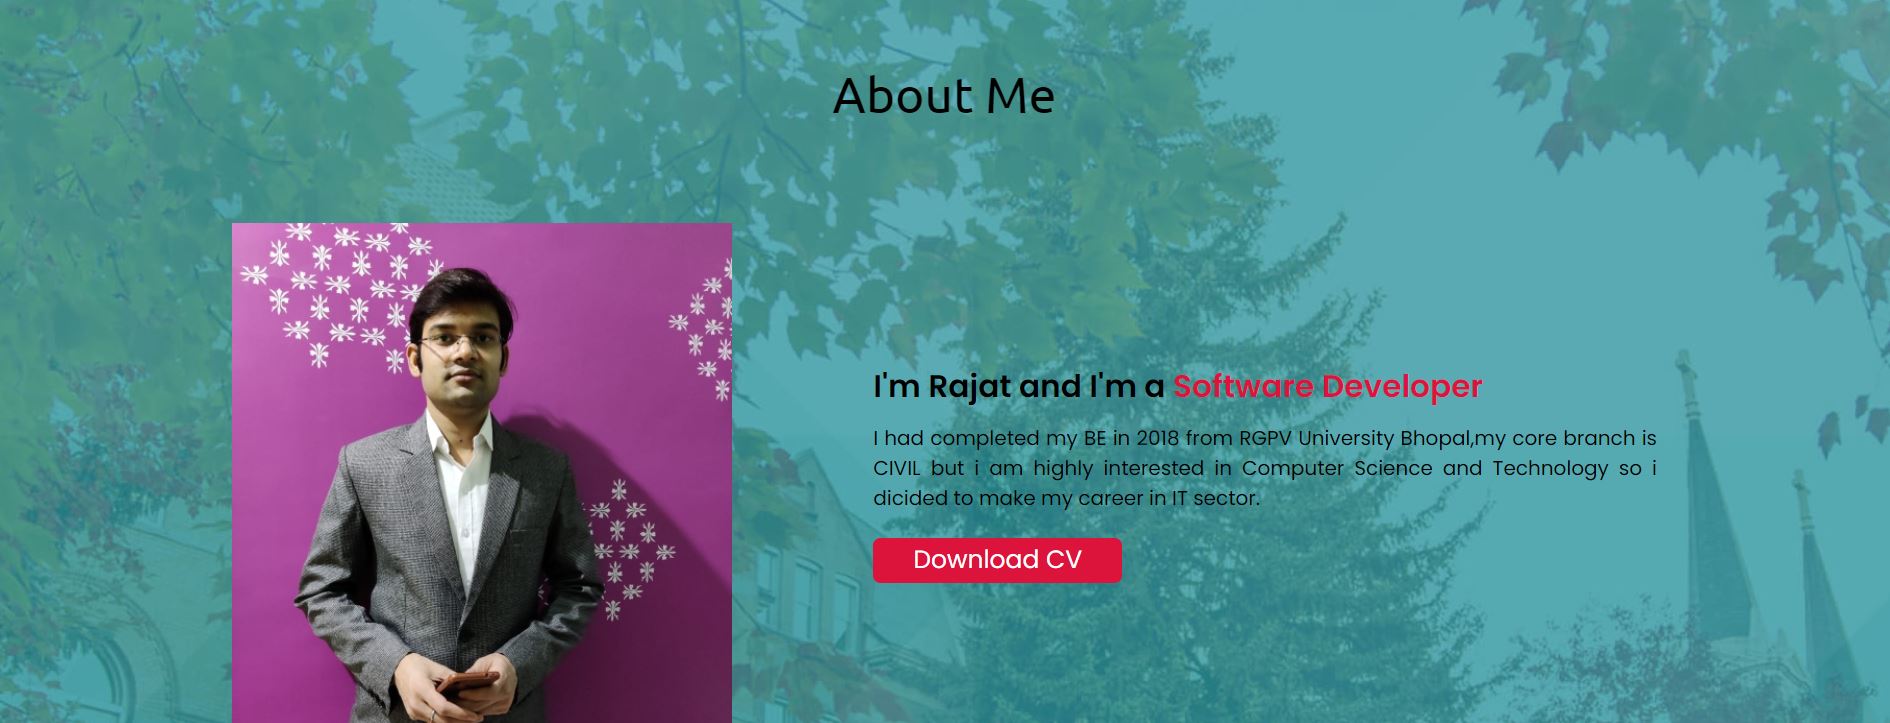 About Me
I'm Rajat and I'm a Software Developer
I had completed my BE in 2018 from RGPV University Bhopal,my core branch is
CIVIL but i am highly interested in Computer Science and Technology so i
dicided to make my career in IT sector.
Download CV